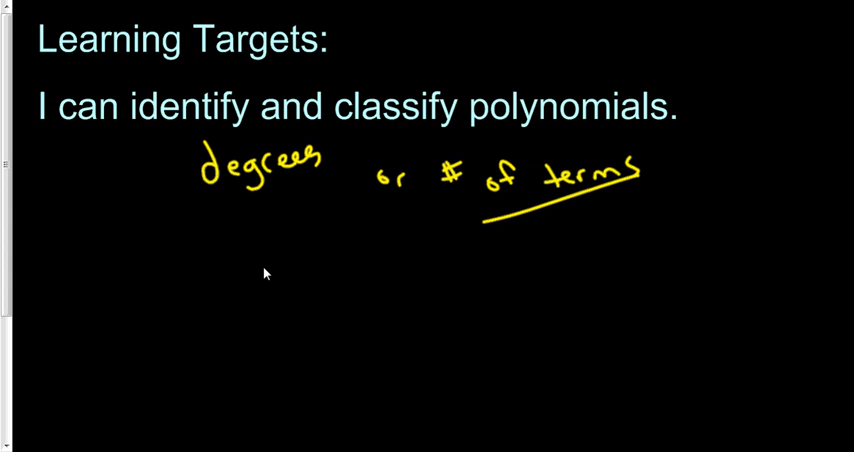 Learning Targets:
I can identify and classify polynomials.
degrees or # of terms